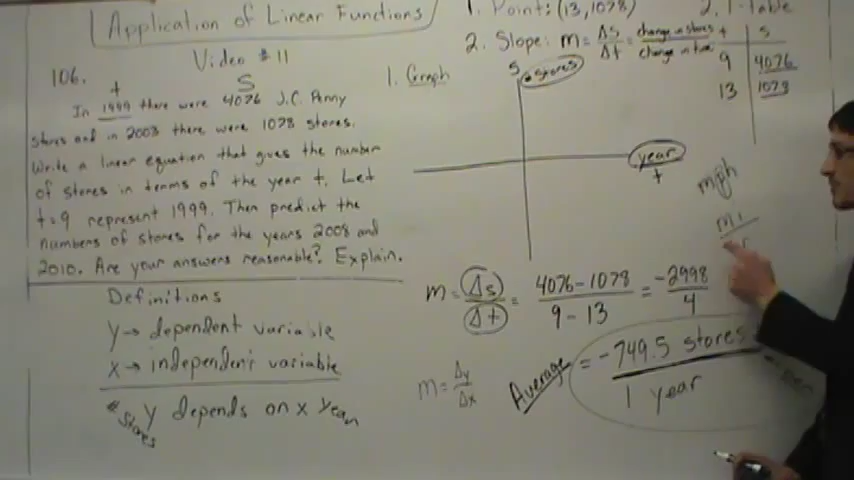 Application of Linear Functions
Video #11
106.
t S
In 1999 there were 4076 J.C. Penny
stores and in 2003 there were 1078 stores.
Write a linear equation that gives the number
of stores in terms of the year t. Let
t=9 represent 1999. Then predict the
numbers of stores for the years 2008 and
2010. Are your answers reasonable? Explain.
Definitions
y → dependent variable
x → independent variable
y depends on x
# stores
Year
1. Point: (13, 1078)
2. T-table
2. Slope: m = Δs/Δt = change in stores/change in time
t s
9 4076
13 1078
1. Graph
s stores
year
t
mph
mi
m = Δs/Δt = 4076-1078/9-13 = -2998/4
Average = -749.5 stores/1 year
per
m = Δy/Δx